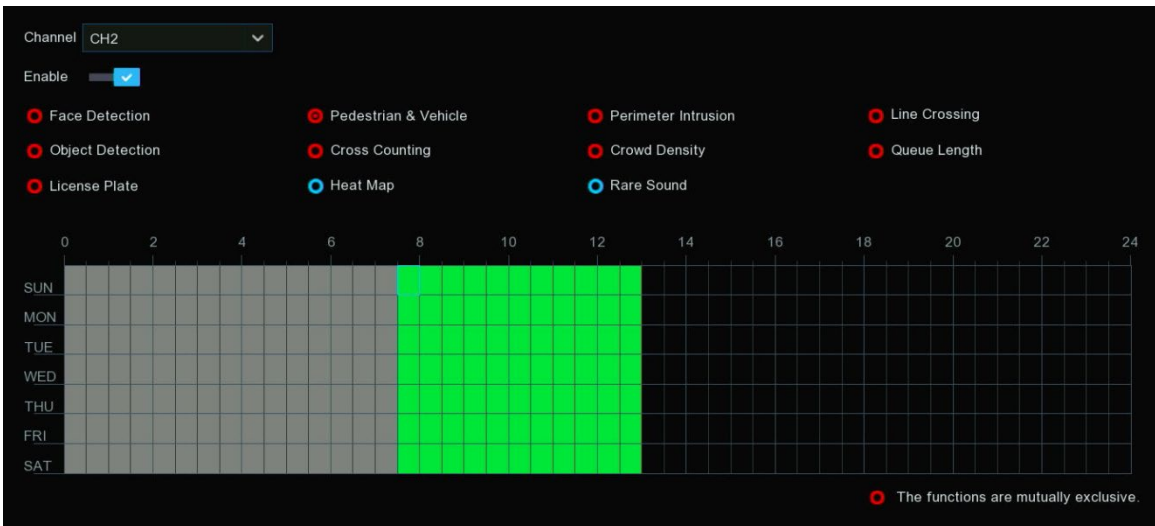 Channel CH2
Enable
Face Detection Pedestrian & Vehicle Perimeter Intrusion Line Crossing
Object Detection Cross Counting Crowd Density Queue Length
License Plate Heat Map Rare Sound
0 2 4 6 8 10 12 14 16 18 20 22 24
SUN
MON
TUE
WED
THU
FRI
SAT
The functions are mutually exclusive.